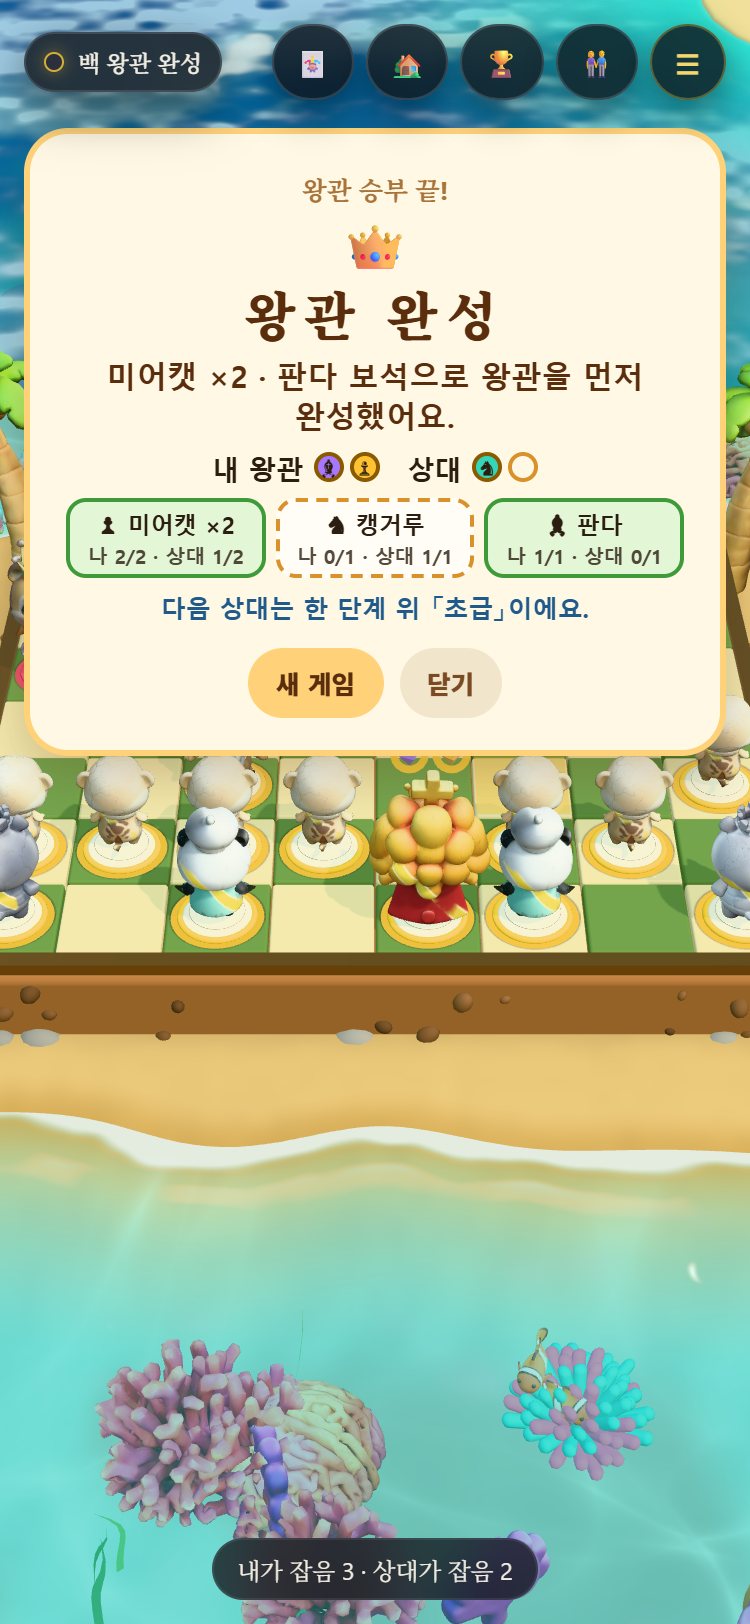 백 왕관 완성
왕관 승부 끝!
왕관 완성
미어캣 ×2 · 판다 보석으로 왕관을 먼저
완성했어요.
내 왕관 상대
♟ 미어캣 ×2
나 2/2 · 상대 1/2
♞ 캥거루
나 0/1 · 상대 1/1
♝ 판다
나 1/1 · 상대 0/1
다음 상대는 한 단계 위 「초급」이에요.
새 게임 닫기
내가 잡음 3 · 상대가 잡음 2